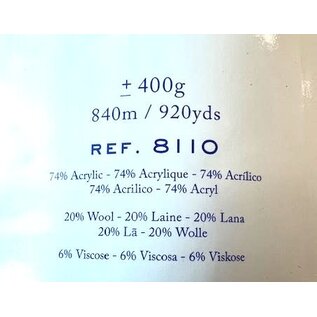 ± 400g
840m / 920yds
REF. 8110
74% Acrylic - 74% Acrylique - 74% Acrílico
74% Acrilico - 74% Acryl
20% Wool - 20% Laine - 20% Lana
20% Lã - 20% Wolle
6% Viscose - 6% Viscosa - 6% Viskose